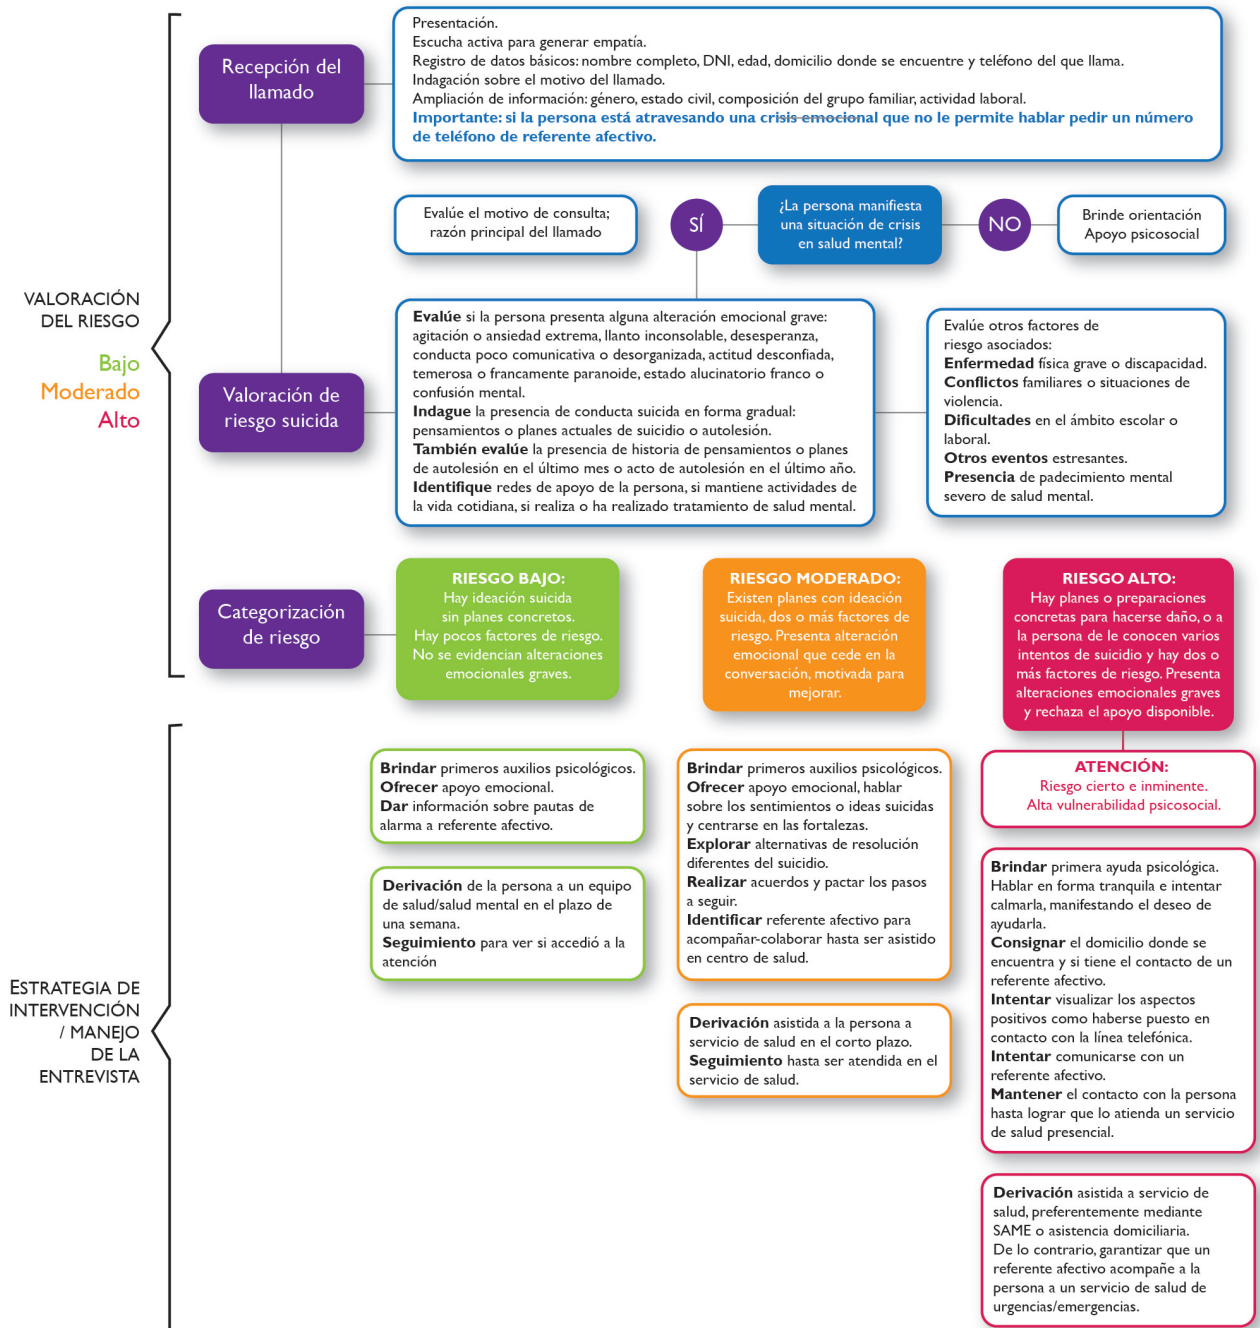 Recepción del
llamado
Presentación.
Escucha activa para generar empatía.
Registro de datos básicos: nombre completo, DNI, edad, domicilio donde se encuentre y teléfono del que llama.
Indagación sobre el motivo del llamado.
Ampliación de información: género, estado civil, composición del grupo familiar, actividad laboral.
Importante: si la persona está atravesando una crisis emocional que no le permite hablar pedir un número
de teléfono de referente afectivo.
Evalúe el motivo de consulta;
razón principal del llamado
SÍ
¿La persona manifiesta
una situación de crisis
en salud mental?
NO
Brinde orientación
Apoyo psicosocial
VALORACIÓN
DEL RIESGO
Bajo
Moderado
Alto
Valoración de
riesgo suicida
Evalúe si la persona presenta alguna alteración emocional grave:
agitación o ansiedad extrema, llanto inconsolable, desesperanza,
conducta poco comunicativa o desorganizada, actitud desconfiada,
temerosa o francamente paranoide, estado alucinatorio franco o
confusión mental.
Indague la presencia de conducta suicida en forma gradual:
pensamientos o planes actuales de suicidio o autolesión.
También evalúe la presencia de historia de pensamientos o planes
de autolesión en el último mes o acto de autolesión en el último año.
Identifique redes de apoyo de la persona, si mantiene actividades de
la vida cotidiana, si realiza o ha realizado tratamiento de salud mental.
Evalúe otros factores de
riesgo asociados:
Enfermedad física grave o discapacidad.
Conflictos familiares o situaciones de
violencia.
Dificultades en el ámbito escolar o
laboral.
Otros eventos estresantes.
Presencia de padecimiento mental
severo de salud mental.
Categorización
de riesgo
RIESGO BAJO:
Hay ideación suicida
sin planes concretos.
Hay pocos factores de riesgo.
No se evidencian alteraciones
emocionales graves.
RIESGO MODERADO:
Existen planes con ideación
suicida, dos o más factores de
riesgo. Presenta alteración
emocional que cede en la
conversación, motivada para
mejorar.
RIESGO ALTO:
Hay planes o preparaciones
concretas para hacerse daño, o a
la persona de le conocen varios
intentos de suicidio y hay dos o
más factores de riesgo. Presenta
alteraciones emocionales graves
y rechaza el apoyo disponible.
ESTRATEGIA DE
INTERVENCIÓN
/ MANEJO
DE LA
ENTREVISTA
Brindar primeros auxilios psicológicos.
Ofrecer apoyo emocional.
Dar información sobre pautas de
alarma a referente afectivo.
Derivación de la persona a un equipo
de salud/salud mental en el plazo de
una semana.
Seguimiento para ver si accedió a la
atención
Brindar primeros auxilios psicológicos.
Ofrecer apoyo emocional, hablar
sobre los sentimientos o ideas suicidas
y centrarse en las fortalezas.
Explorar alternativas de resolución
diferentes del suicidio.
Realizar acuerdos y pactar los pasos
a seguir.
Identificar referente afectivo para
acompañar-colaborar hasta ser asistido
en centro de salud.
Derivación asistida a la persona a
servicio de salud en el corto plazo.
Seguimiento hasta ser atendida en el
servicio de salud.
ATENCIÓN:
Riesgo cierto e inminente.
Alta vulnerabilidad psicosocial.
Brindar primera ayuda psicológica.
Hablar en forma tranquila e intentar
calmarla, manifestando el deseo de
ayudarla.
Consignar el domicilio donde se
encuentra y si tiene el contacto de un
referente afectivo.
Intentar visualizar los aspectos
positivos como haberse puesto en
contacto con la línea telefónica.
Intentar comunicarse con un
referente afectivo.
Mantener el contacto con la persona
hasta lograr que lo atienda un servicio
de salud presencial.
Derivación asistida a servicio de
salud, preferentemente mediante
SAME o asistencia domiciliaria.
De lo contrario, garantizar que un
referente afectivo acompañe a la
persona a un servicio de salud de
urgencias/emergencias.